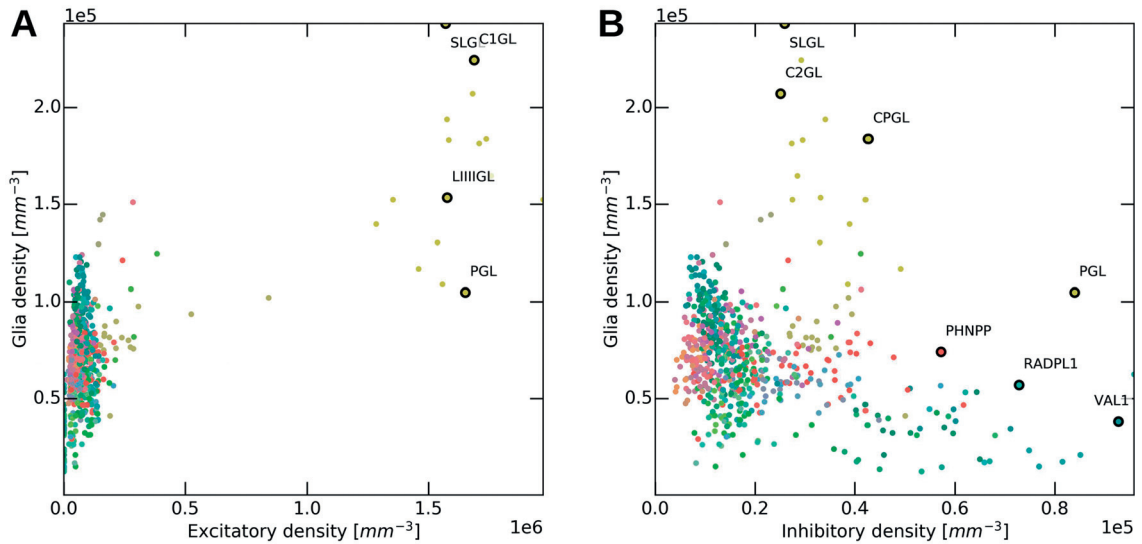 A
1e5
Glia density [mm⁻³]
2.0
1.5
1.0
0.5
SLGL
C1GL
LIIIIGL
PGL
0.0
0.5
1.0
1.5
1e6
Excitatory density [mm⁻³]
B
1e5
Glia density [mm⁻³]
2.0
1.5
1.0
0.5
SLGL
C2GL
CPGL
PGL
PHNPP
RADPL1
VAL1
0.0
0.2
0.4
0.6
0.8
1e5
Inhibitory density [mm⁻³]